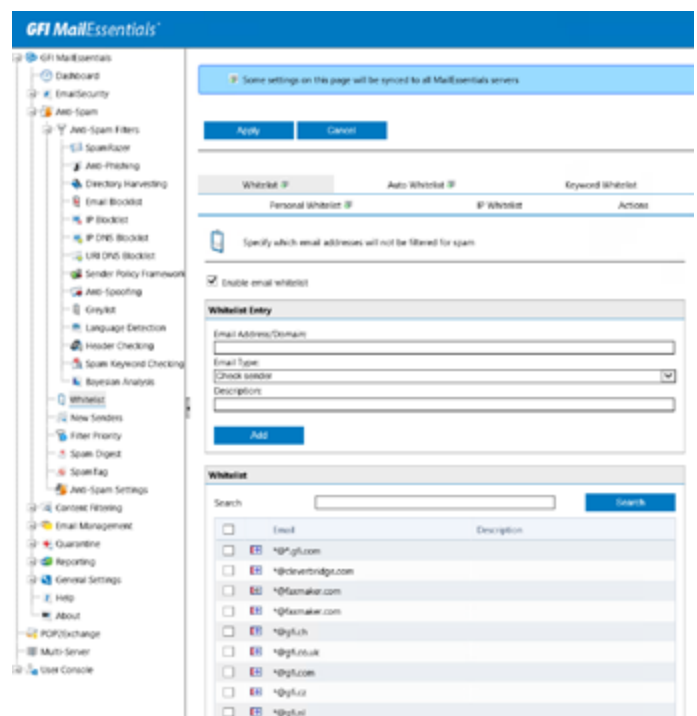 GFI MailEssentials
GFI MailEssentials
Dashboard
EmailSecurity
Anti-Spam
Anti-Spam Filters
SpamRazer
Anti-Phishing
Directory Harvesting
Email Blocklist
IP Blocklist
IP DNS Blocklist
URI DNS Blocklist
Sender Policy Framework
Anti-Spoofing
Greylist
Language Detection
Header Checking
Spam Keyword Checking
Bayesian Analysis
Whitelist
New Senders
Filter Priority
Spam Digest
SpamTag
Anti-Spam Settings
Content Filtering
Email Management
Quarantine
Reporting
General Settings
Help
About
POP2Exchange
Multi-Server
User Console
Some settings on this page will be synced to all MailEssentials servers
Apply Cancel
Whitelist Auto Whitelist Keyword Whitelist
Personal Whitelist IP Whitelist Actions
Specify which email addresses will not be filtered for spam
Enable email whitelist
Whitelist Entry
Email Address/Domain:
Email Type:
Check sender
Description:
Add
Whitelist
Search Search
Email Description
*@*.gfi.com
*@cleverbridge.com
*@faxmaker.com
*@faxmaker.com
*@gfi.ch
*@gfi.co.uk
*@gfi.com
*@gfi.cz
*@gfi.nl